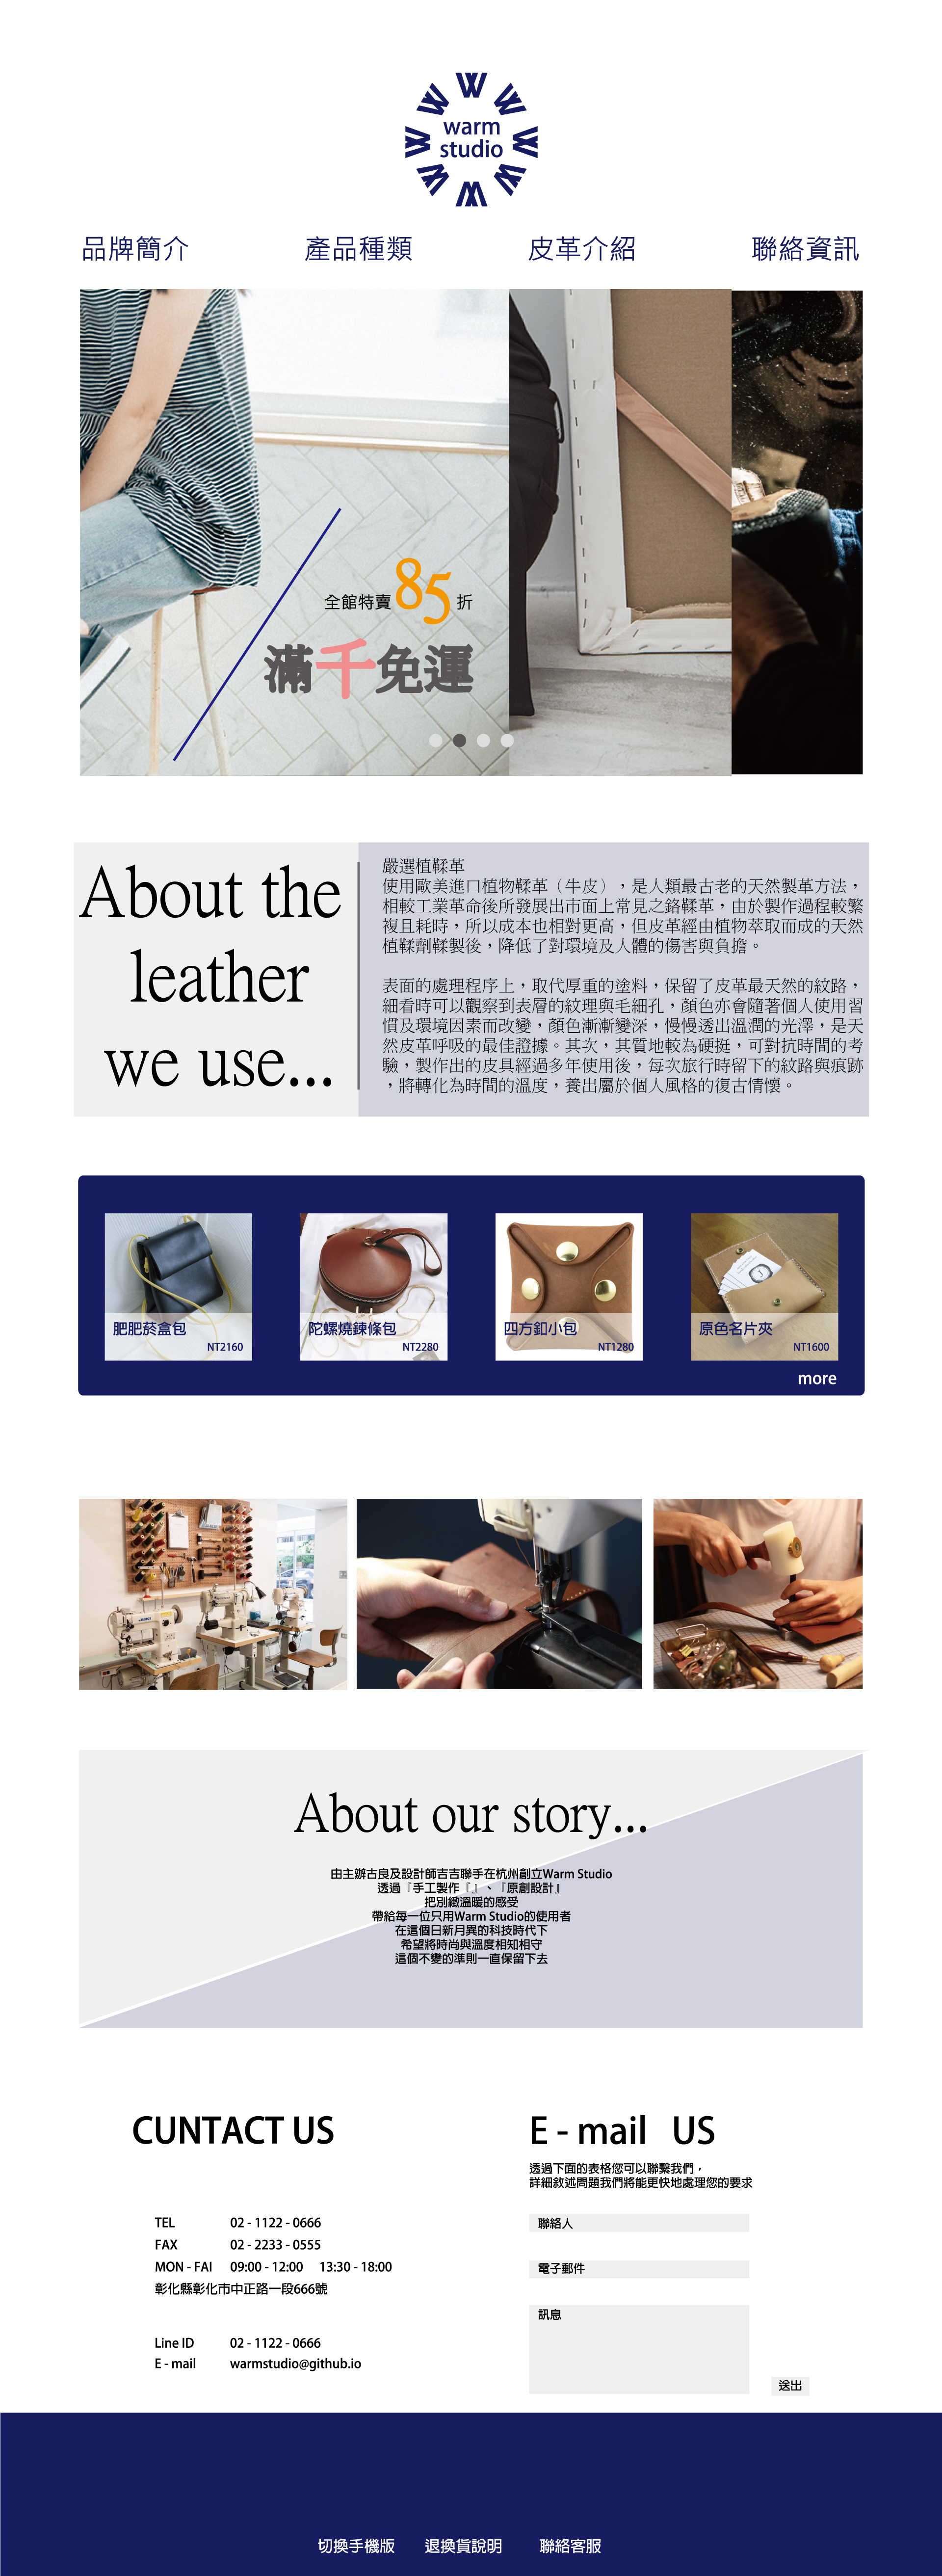 W W W W W W W W
warm
studio
品牌簡介 產品種類 皮革介紹 聯絡資訊
全館特賣85折
滿千免運
About the
leather
we use...
嚴選植鞣革
使用歐美進口植物鞣革（牛皮），是人類最古老的天然製革方法，
相較工業革命後所發展出市面上常見之鉻鞣革，由於製作過程較繁
複且耗時，所以成本也相對更高，但皮革經由植物萃取而成的天然
植鞣劑鞣製後，降低了對環境及人體的傷害與負擔。
表面的處理程序上，取代厚重的塗料，保留了皮革最天然的紋路，
細看時可以觀察到表層的紋理與毛細孔，顏色亦會隨著個人使用習
慣及環境因素而改變，顏色漸漸變深，慢慢透出溫潤的光澤，是天
然皮革呼吸的最佳證據。其次，其質地較為硬挺，可對抗時間的考
驗，製作出的皮具經過多年使用後，每次旅行時留下的紋路與痕跡
，將轉化為時間的溫度，養出屬於個人風格的復古情懷。
肥肥菸盒包
NT2160
陀螺燒鍊條包
NT2280
四方釦小包
NT1280
原色名片夾
NT1600
more
About our story...
由主辦古良及設計師吉吉聯手在杭州創立Warm Studio
透過『手工製作『』、『原創設計』
把別緻溫暖的感受
帶給每一位只用Warm Studio的使用者
在這個日新月異的科技時代下
希望將時尚與溫度相知相守
這個不變的準則一直保留下去
CUNTACT US
TEL 02 - 1122 - 0666
FAX 02 - 2233 - 0555
MON - FAI 09:00 - 12:00 13:30 - 18:00
彰化縣彰化市中正路一段666號
Line ID 02 - 1122 - 0666
E - mail warmstudio@github.io
E - mail US
透過下面的表格您可以聯繫我們，
詳細敘述問題我們將能更快地處理您的要求
聯絡人
電子郵件
訊息
送出
切換手機版 退換貨說明 聯絡客服